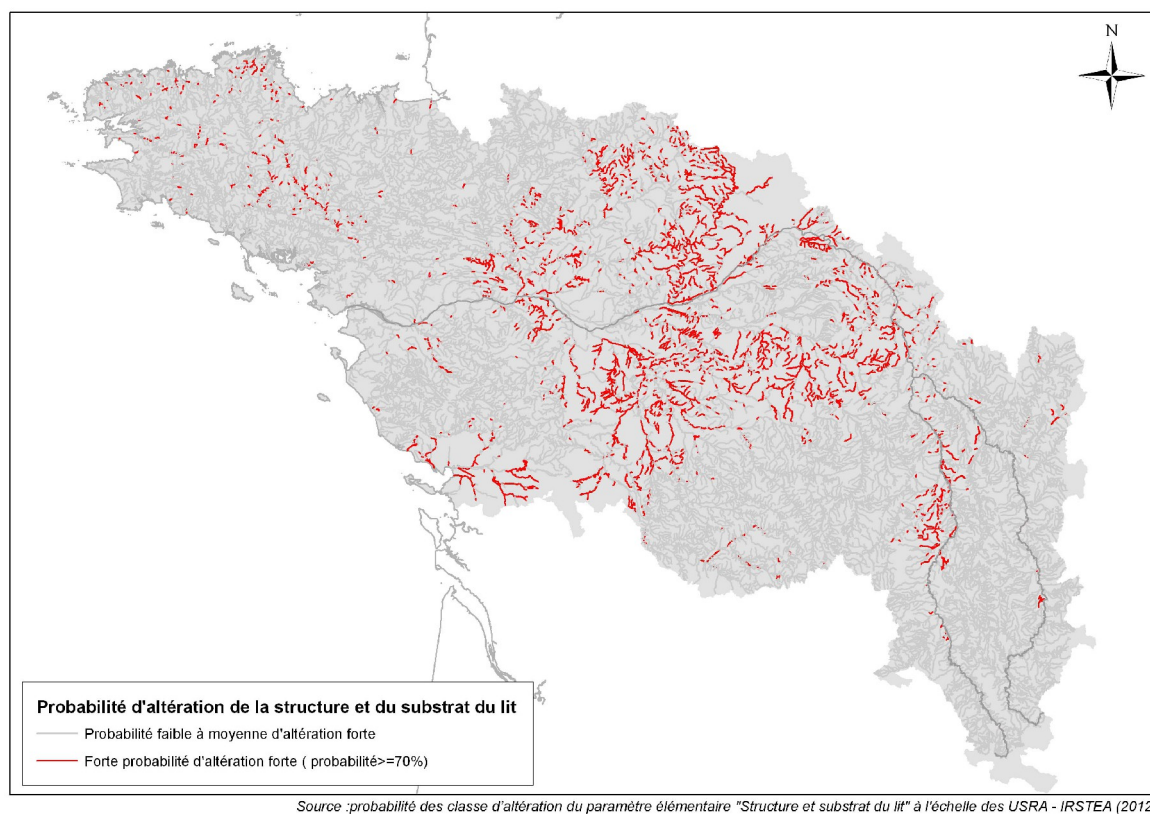 N
Probabilité d'altération de la structure et du substrat du lit
Probabilité faible à moyenne d'altération forte
Forte probabilité d'altération forte ( probabilité>=70%)
Source :probabilité des classe d'altération du paramètre élémentaire "Structure et substrat du lit" à l'échelle des USRA - IRSTEA (2012